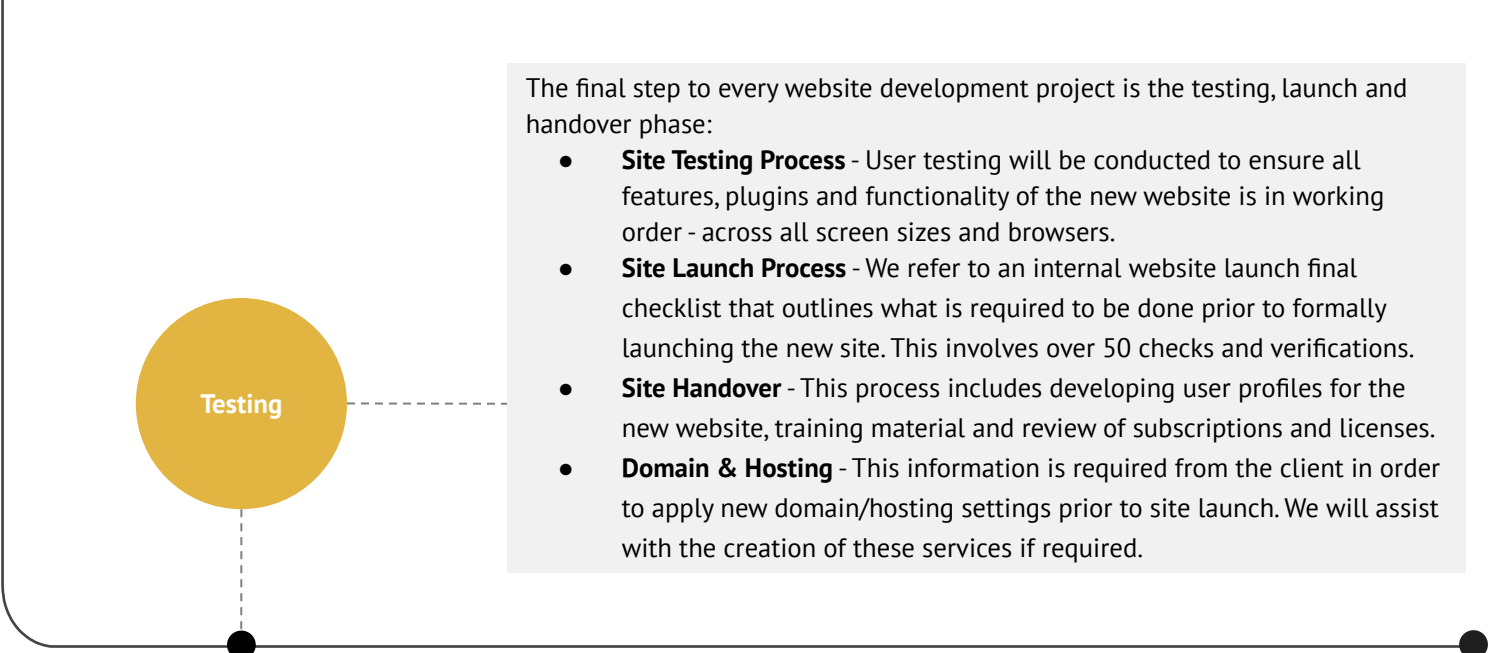 The final step to every website development project is the testing, launch and
handover phase:
● Site Testing Process - User testing will be conducted to ensure all
features, plugins and functionality of the new website is in working
order - across all screen sizes and browsers.
● Site Launch Process - We refer to an internal website launch final
checklist that outlines what is required to be done prior to formally
launching the new site. This involves over 50 checks and verifications.
● Site Handover - This process includes developing user profiles for the
new website, training material and review of subscriptions and licenses.
● Domain & Hosting - This information is required from the client in order
to apply new domain/hosting settings prior to site launch. We will assist
with the creation of these services if required.
Testing